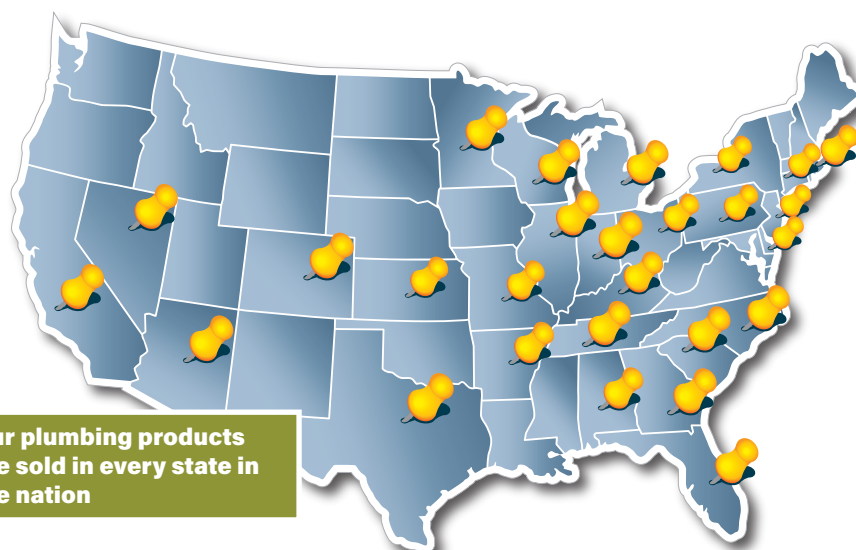 ur plumbing products
e sold in every state in
e nation